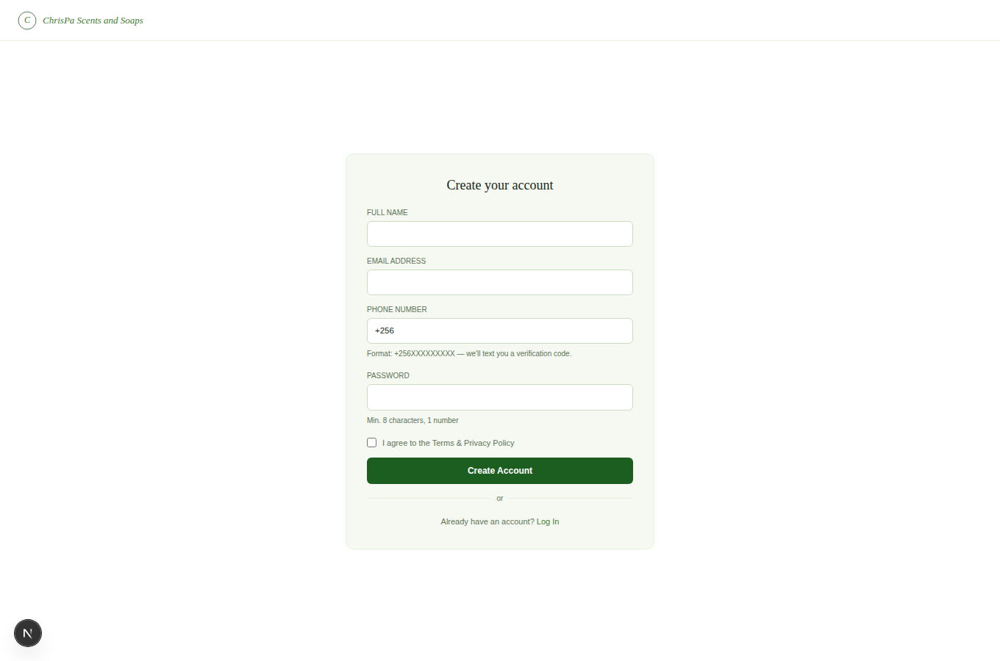 C ChrisPa Scents and Soaps
Create your account
FULL NAME
EMAIL ADDRESS
PHONE NUMBER
+256
Format: +256XXXXXXXXX — we'll text you a verification code.
PASSWORD
Min. 8 characters, 1 number
I agree to the Terms & Privacy Policy
Create Account
or
Already have an account? Log In
N